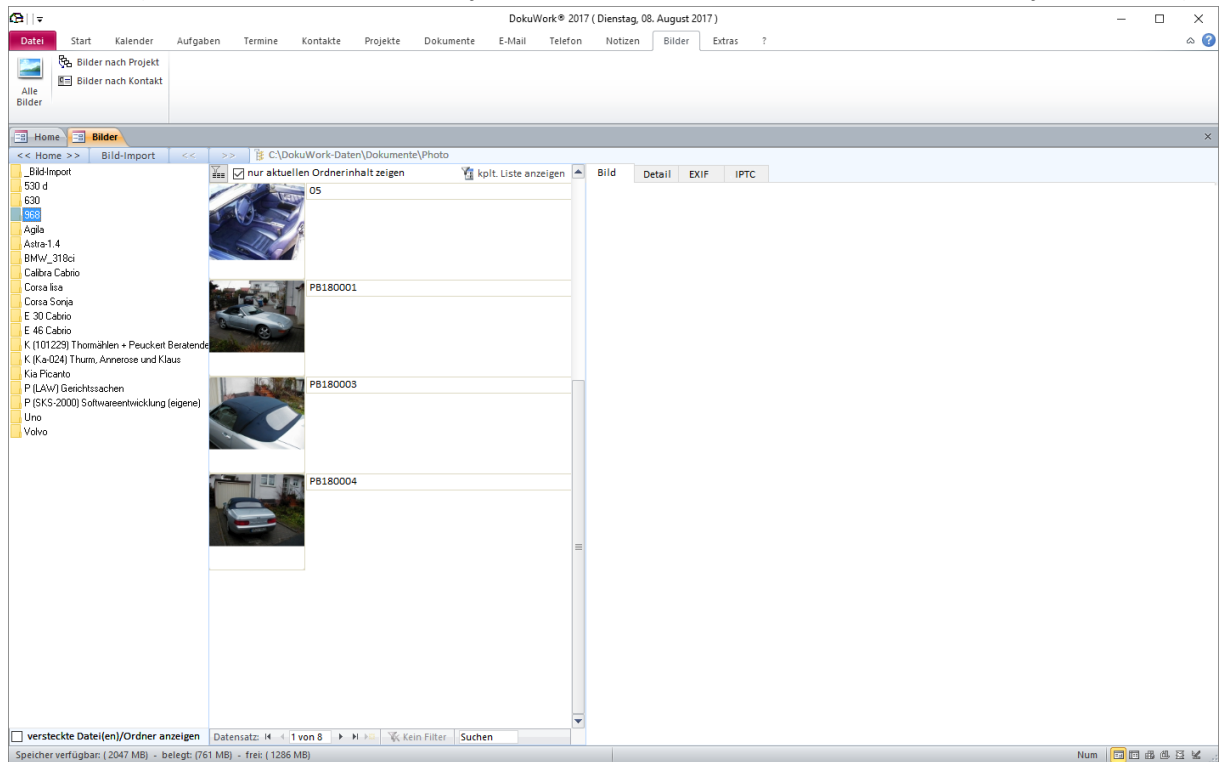 DokuWork® 2017 ( Dienstag, 08. August 2017 )
Datei Start Kalender Aufgaben Termine Kontakte Projekte Dokumente E-Mail Telefon Notizen Bilder Extras ?
Alle Bilder
Bilder nach Projekt
Bilder nach Kontakt
Home Bilder
<< Home >> Bild-Import << >> C:\DokuWork-Daten\Dokumente\Photo
_Bild-Import
530 d
630
968
Agila
Astra-1.4
BMW_318ci
Calibra Cabrio
Corsa lisa
Corsa Sonja
E 30 Cabrio
E 46 Cabrio
K (101229) Thormählen + Peuckert Beratende
K (Ka-024) Thurm, Annerose und Klaus
Kia Picanto
P (LAW) Gerichtssachen
P (SKS-2000) Softwareentwicklung (eigene)
Uno
Volvo
versteckte Datei(en)/Ordner anzeigen
nur aktuellen Ordnerinhalt zeigen kplt. Liste anzeigen
05
PB180001
PB180003
PB180004
Datensatz: 1 von 8 Kein Filter Suchen
Bild Detail EXIF IPTC
Speicher verfügbar: ( 2047 MB) - belegt: (761 MB) - frei: ( 1286 MB)
Num